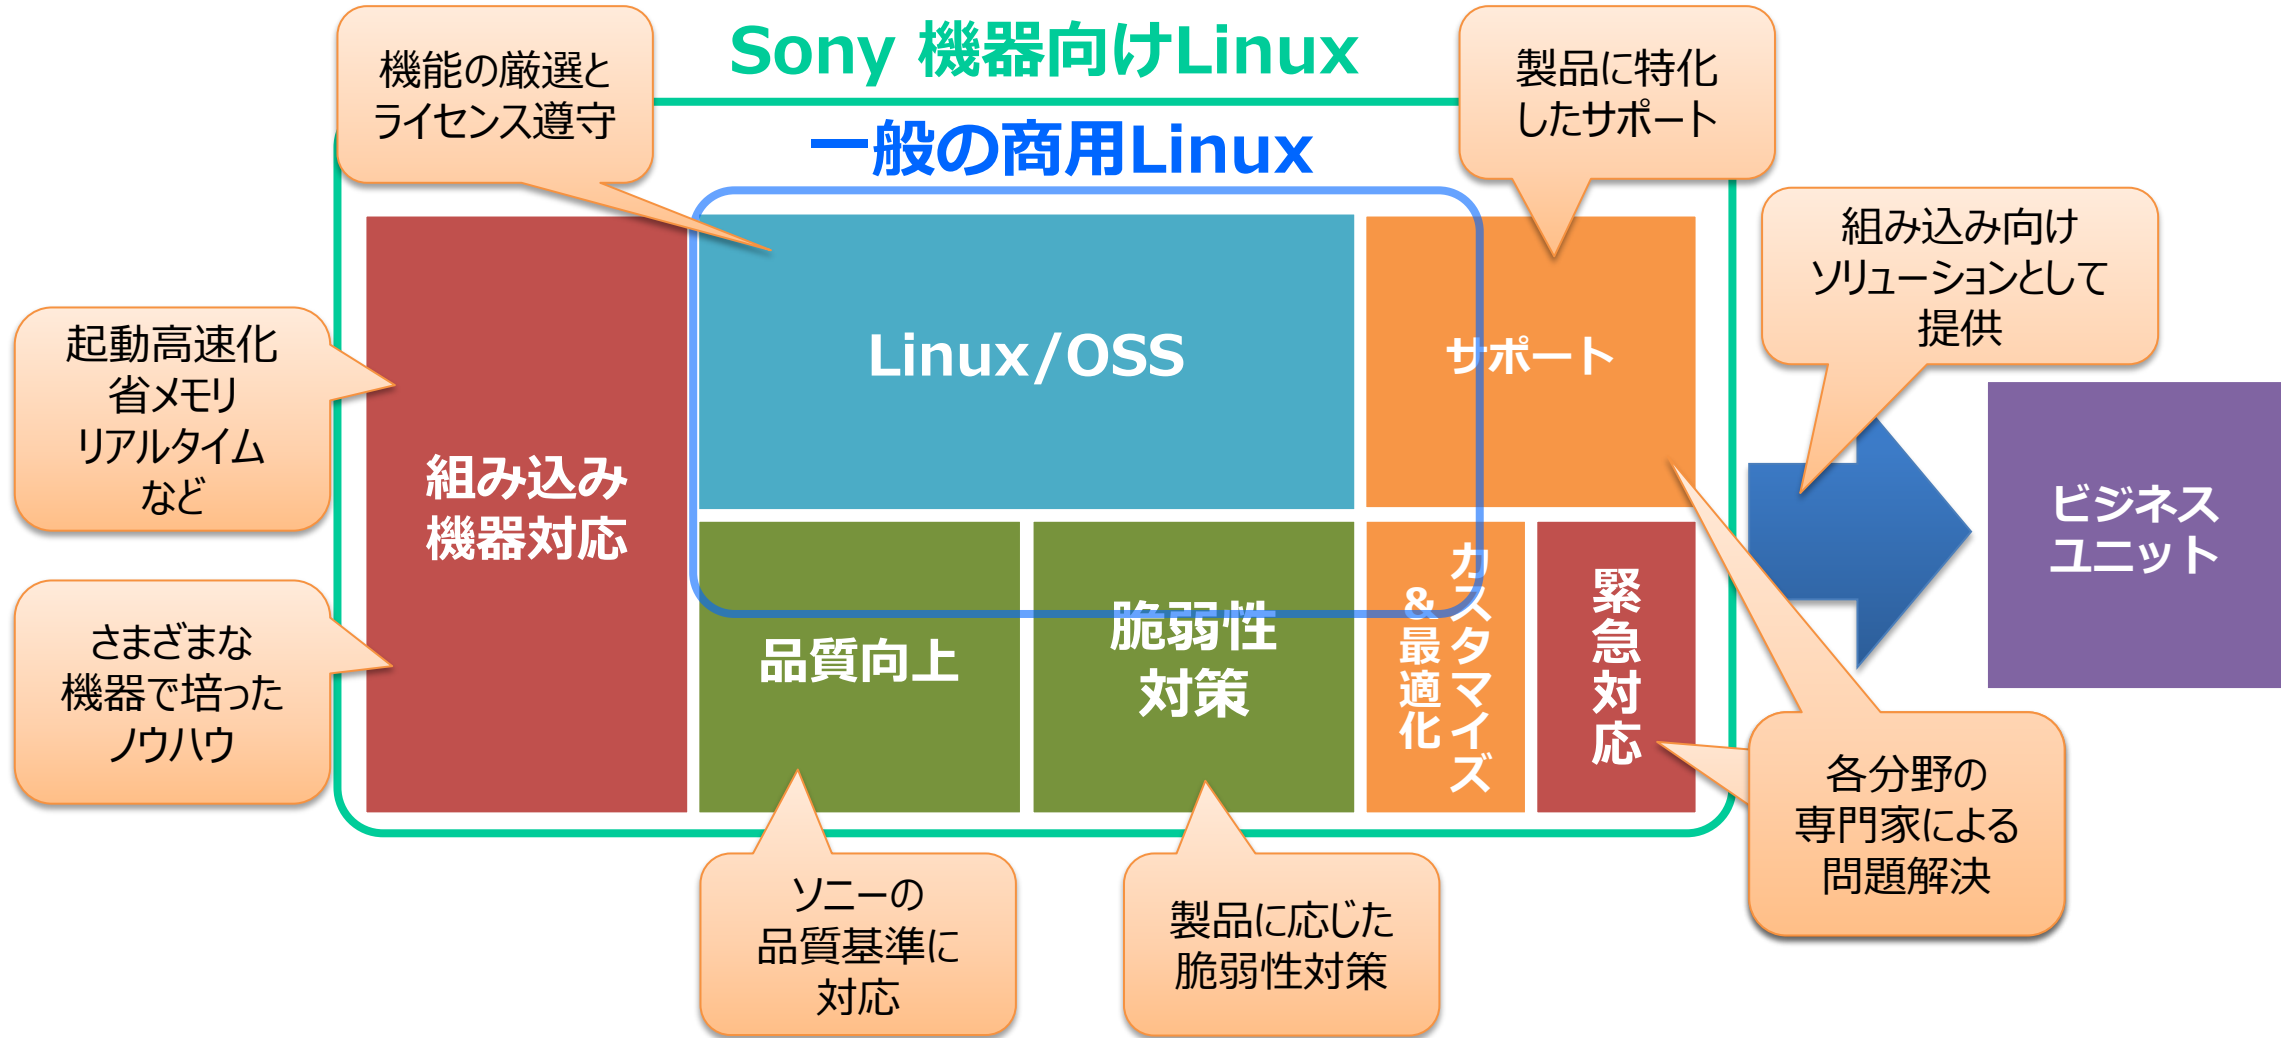 Sony 機器向けLinux
一般の商用Linux
機能の厳選と
ライセンス遵守
製品に特化
したサポート
組み込み向け
ソリューションとして
提供
起動高速化
省メモリ
リアルタイム
など
さまざまな
機器で培った
ノウハウ
組み込み
機器対応
Linux/OSS
サポート
品質向上
脆弱性
対策
カスタマイズ
&最適化
緊急対応
ビジネス
ユニット
ソニーの
品質基準に
対応
製品に応じた
脆弱性対策
各分野の
専門家による
問題解決